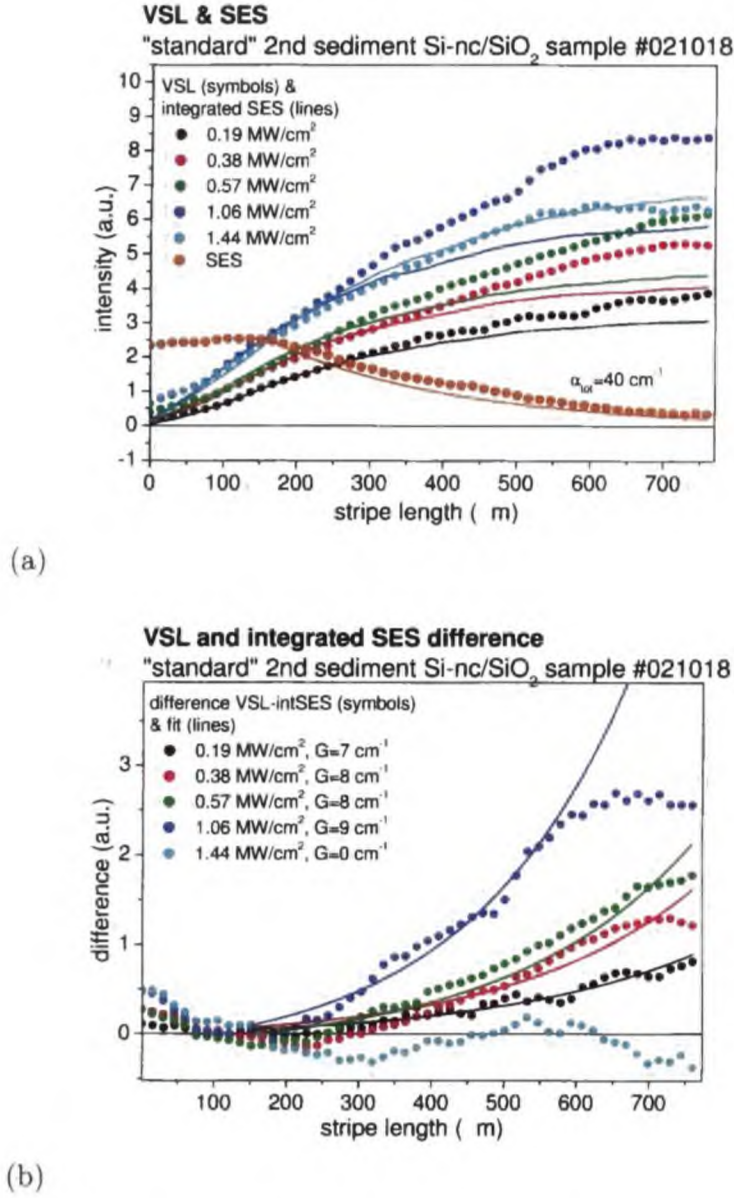 VSL & SES
"standard" 2nd sediment Si-nc/SiO2 sample #021018
VSL (symbols) &
integrated SES (lines)
0.19 MW/cm²
0.38 MW/cm²
0.57 MW/cm²
1.06 MW/cm²
1.44 MW/cm²
SES
αtot=40 cm-1
intensity (a.u.)
10
9
8
7
6
5
4
3
2
1
0
-1
0 100 200 300 400 500 600 700
stripe length ( m)
(a)
VSL and integrated SES difference
"standard" 2nd sediment Si-nc/SiO2 sample #021018
difference VSL-intSES (symbols)
& fit (lines)
0.19 MW/cm², G=7 cm-1
0.38 MW/cm², G=8 cm-1
0.57 MW/cm², G=8 cm-1
1.06 MW/cm², G=9 cm-1
1.44 MW/cm², G=0 cm-1
difference (a.u.)
3
2
1
0
100 200 300 400 500 600 700
stripe length ( m)
(b)